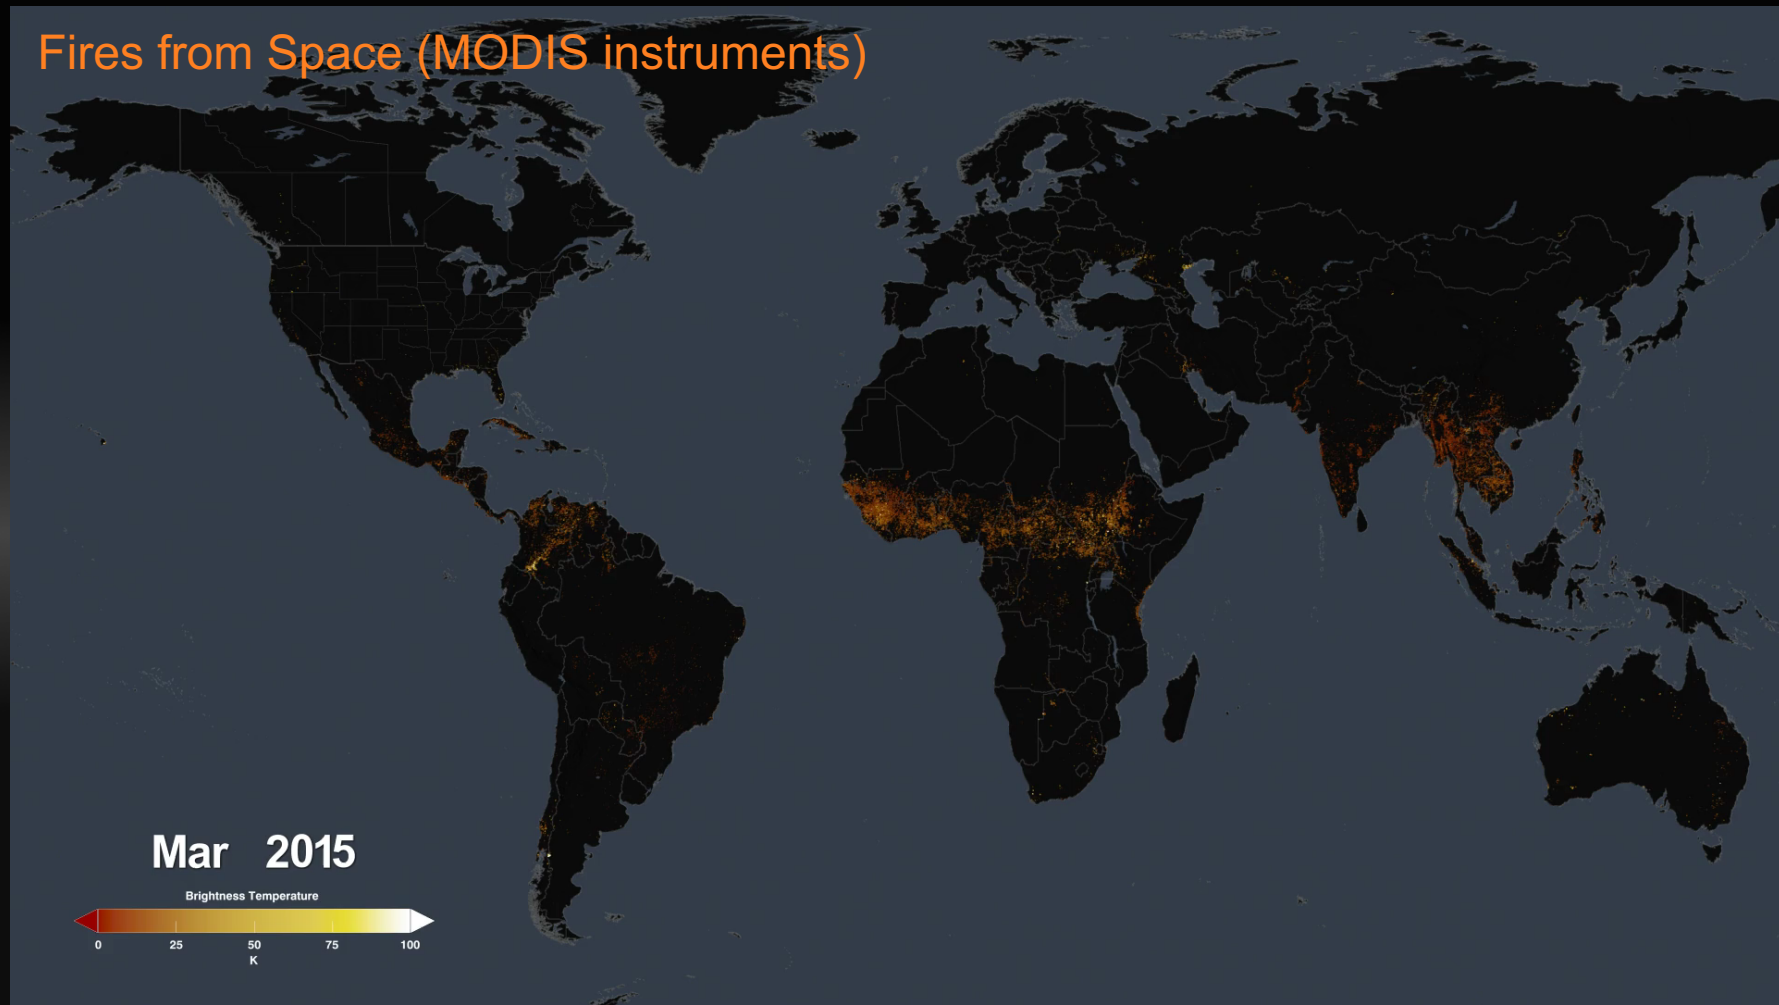 Fires from Space (MODIS instruments)
Mar 2015
Brightness Temperature
0 25 50 75 100
K